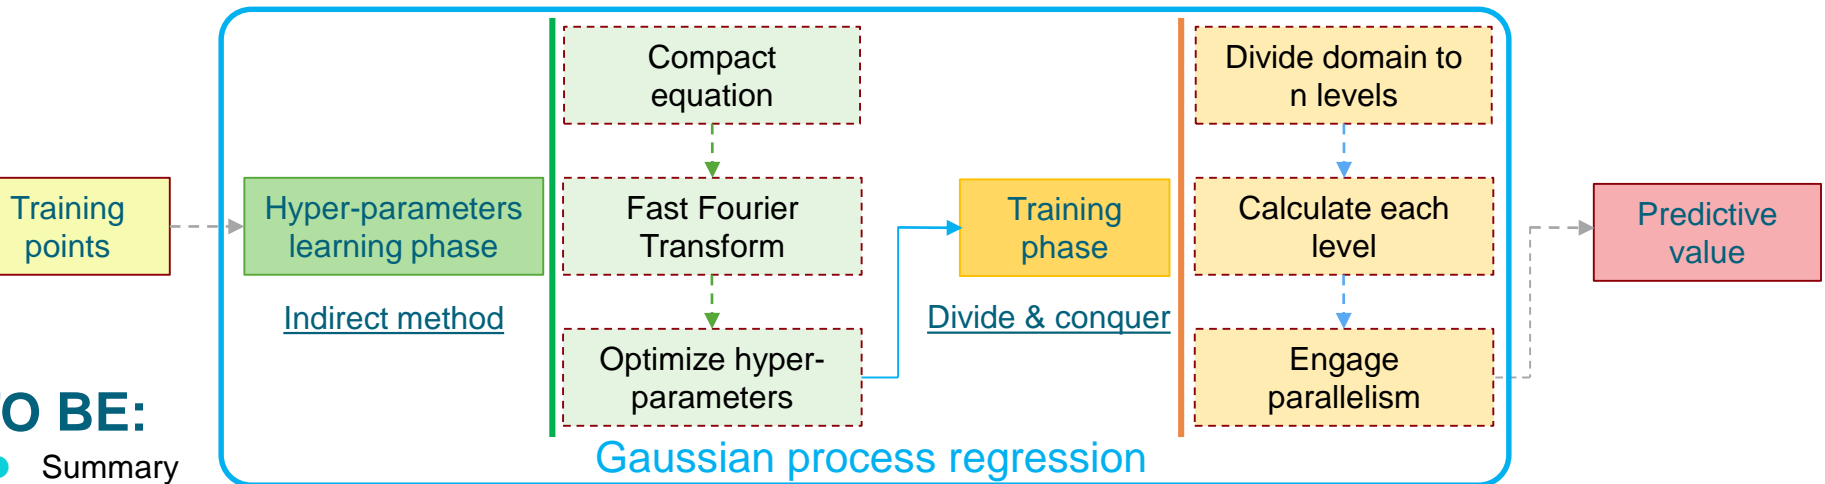 Training
points
Hyper-parameters
learning phase
Indirect method
Compact
equation
Fast Fourier
Transform
Optimize hyper-
parameters
Training
phase
Divide & conquer
Divide domain to
n levels
Calculate each
level
Engage
parallelism
Predictive
value
Gaussian process regression
O BE:
Summary